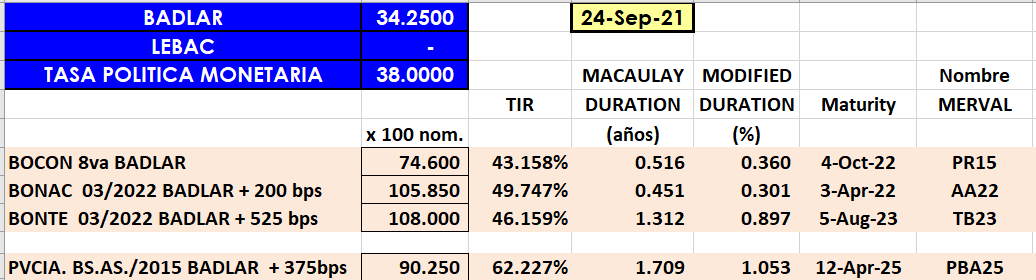 BADLAR 34.2500 24-Sep-21
LEBAC -
TASA POLITICA MONETARIA 38.0000 MACAULAY MODIFIED Nombre
TIR DURATION DURATION Maturity MERVAL
x 100 nom. (años) (%)
BOCON 8va BADLAR 74.600 43.158% 0.516 0.360 4-Oct-22 PR15
BONAC 03/2022 BADLAR + 200 bps 105.850 49.747% 0.451 0.301 3-Apr-22 AA22
BONTE 03/2022 BADLAR + 525 bps 108.000 46.159% 1.312 0.897 5-Aug-23 TB23
PVCIA. BS.AS./2015 BADLAR + 375bps 90.250 62.227% 1.709 1.053 12-Apr-25 PBA25